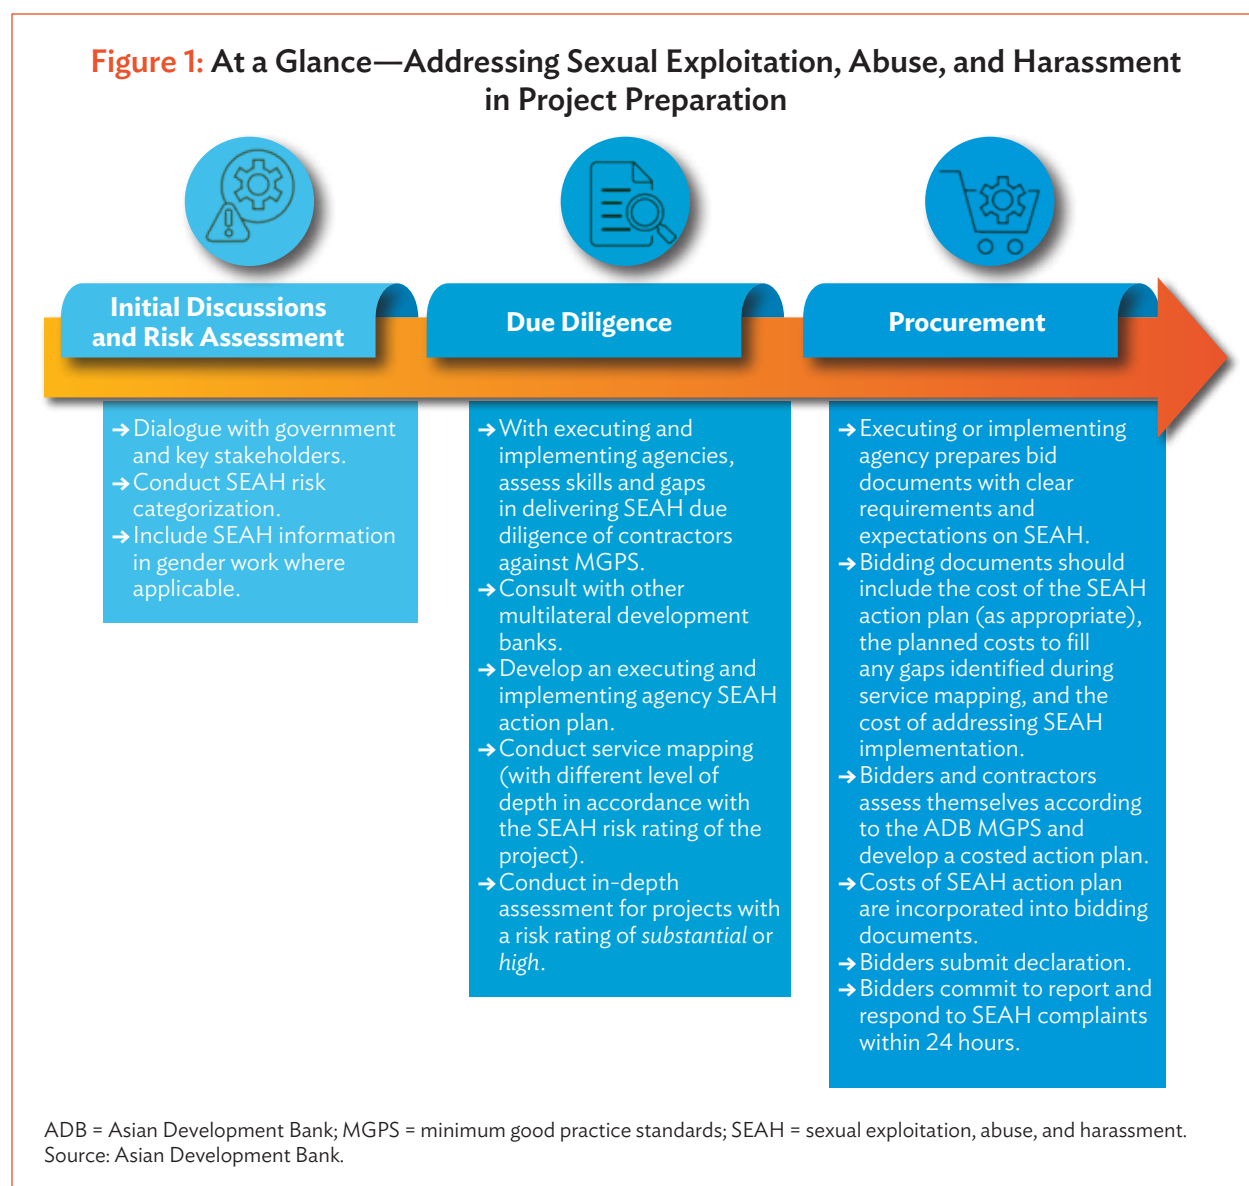 Figure 1: At a Glance—Addressing Sexual Exploitation, Abuse, and Harassment
in Project Preparation
Initial Discussions
and Risk Assessment
→Dialogue with government
and key stakeholders.
→Conduct SEAH risk
categorization.
→Include SEAH information
in gender work where
applicable.
Due Diligence
→With executing and
implementing agencies,
assess skills and gaps
in delivering SEAH due
diligence of contractors
against MGPS.
→Consult with other
multilateral development
banks.
→Develop an executing and
implementing agency SEAH
action plan.
→Conduct service mapping
(with different level of
depth in accordance with
the SEAH risk rating of the
project).
→Conduct in-depth
assessment for projects with
a risk rating of substantial or
high.
Procurement
→Executing or implementing
agency prepares bid
documents with clear
requirements and
expectations on SEAH.
→Bidding documents should
include the cost of the SEAH
action plan (as appropriate),
the planned costs to fill
any gaps identified during
service mapping, and the
cost of addressing SEAH
implementation.
→Bidders and contractors
assess themselves according
to the ADB MGPS and
develop a costed action plan.
→Costs of SEAH action plan
are incorporated into bidding
documents.
→Bidders submit declaration.
→Bidders commit to report and
respond to SEAH complaints
within 24 hours.
ADB = Asian Development Bank; MGPS = minimum good practice standards; SEAH = sexual exploitation, abuse, and harassment.
Source: Asian Development Bank.